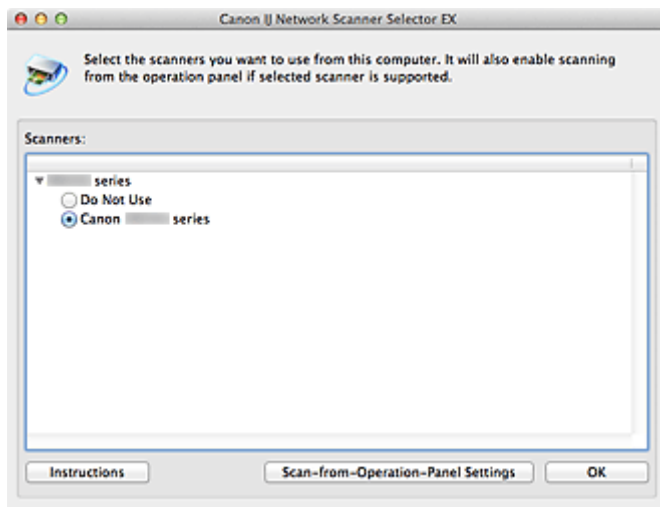 Canon IJ Network Scanner Selector EX
Select the scanners you want to use from this computer. It will also enable scanning
from the operation panel if selected scanner is supported.
Scanners:
series
Do Not Use
Canon series
Instructions
Scan-from-Operation-Panel Settings
OK